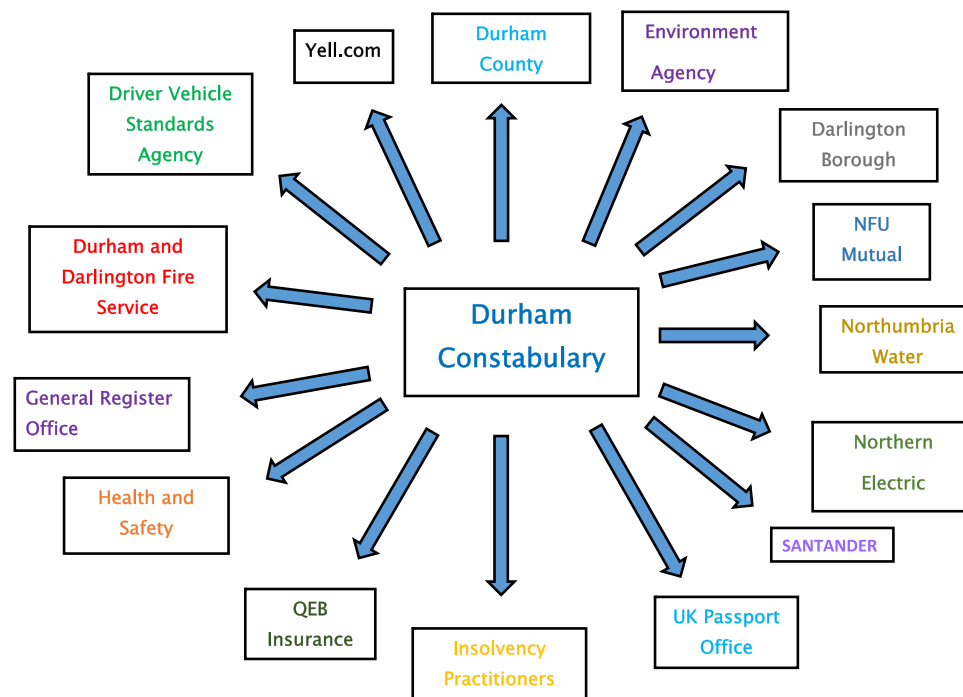 Yell.com
Durham
County
Environment
Agency
Driver Vehicle
Standards
Agency
Darlington
Borough
NFU
Mutual
Durham and
Darlington Fire
Service
Durham
Constabulary
Northumbria
Water
General Register
Office
Northern
Electric
Health and
Safety
SANTANDER
QEB
Insurance
UK Passport
Office
Insolvency
Practitioners